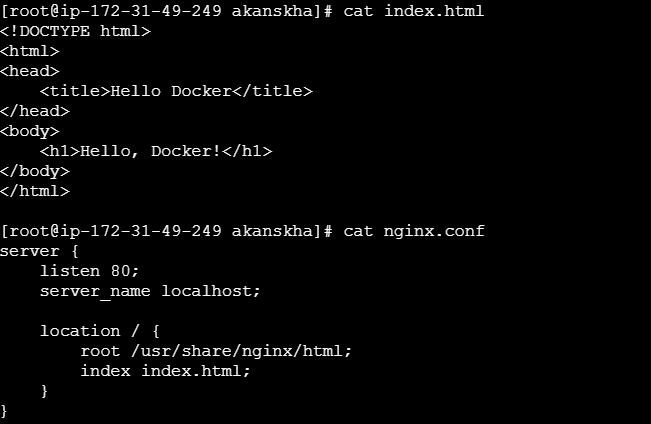 [root@ip-172-31-49-249 akanskha]# cat index.html
<!DOCTYPE html>
<html>
<head>
    <title>Hello Docker</title>
</head>
<body>
    <h1>Hello, Docker!</h1>
</body>
</html>

[root@ip-172-31-49-249 akanskha]# cat nginx.conf
server {
    listen 80;
    server_name localhost;

    location / {
        root /usr/share/nginx/html;
        index index.html;
    }
}